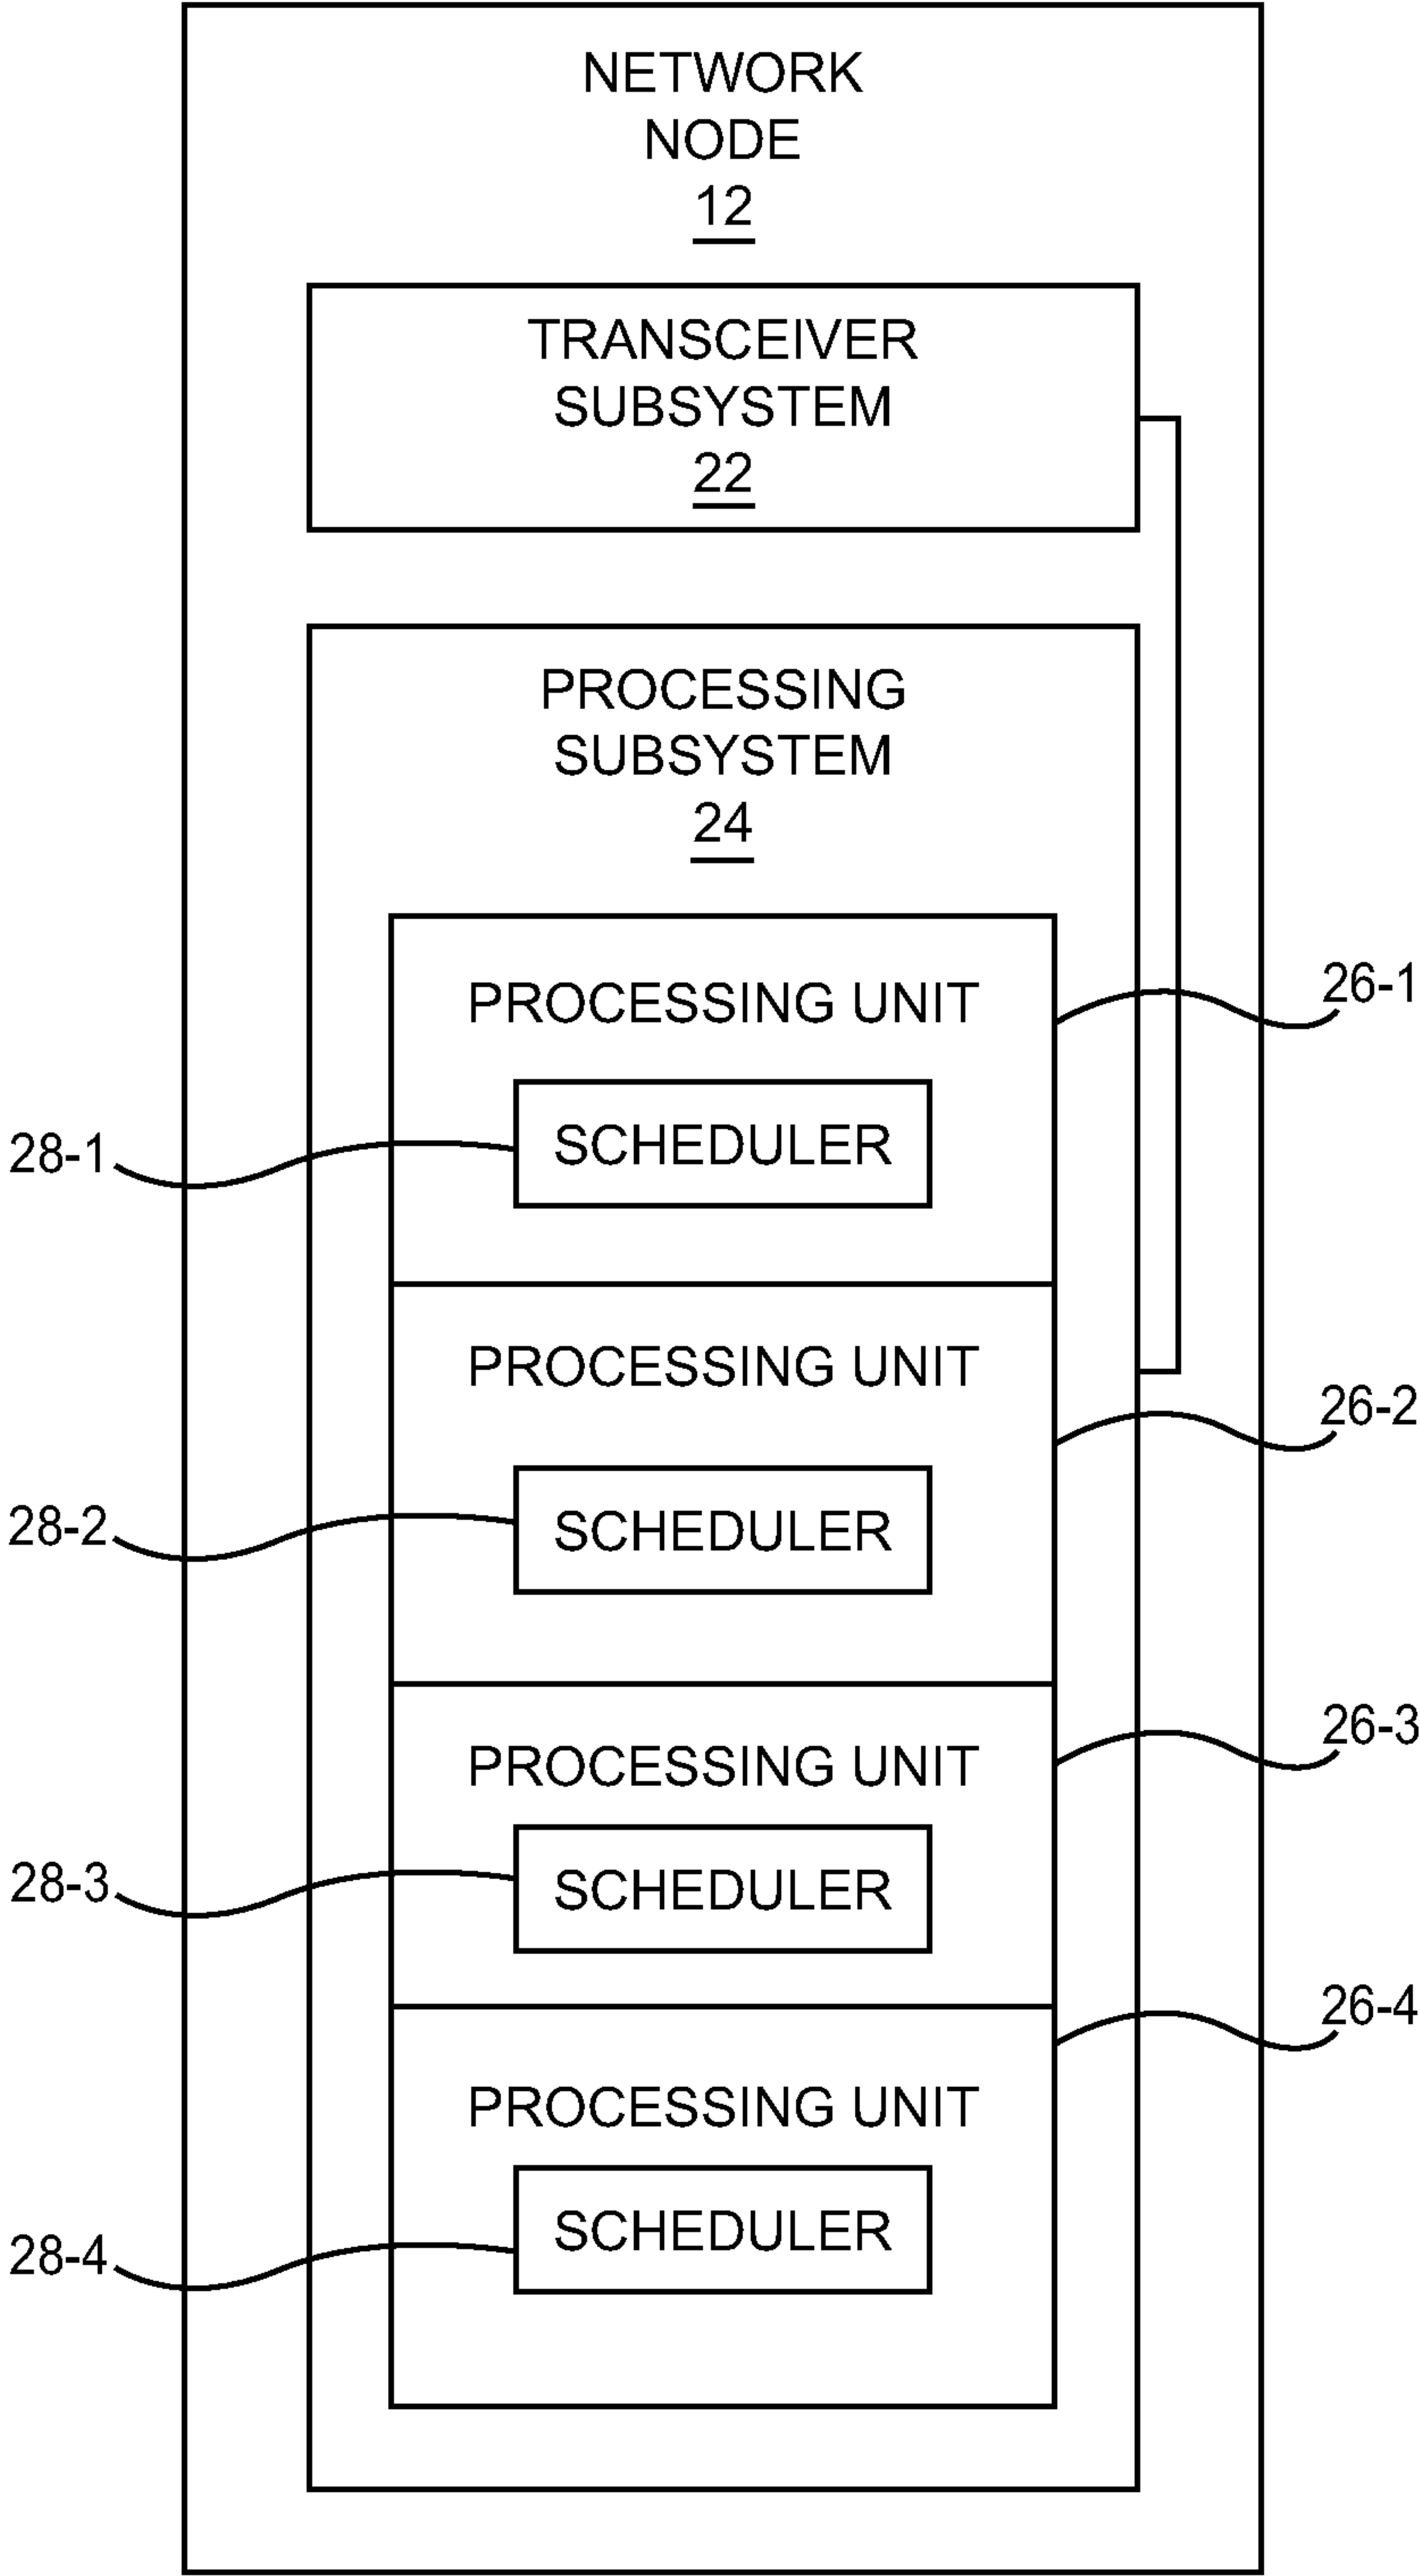 NETWORK
NODE
12
TRANSCEIVER
SUBSYSTEM
22
PROCESSING
SUBSYSTEM
24
PROCESSING UNIT
26-1
SCHEDULER
28-1
PROCESSING UNIT
26-2
SCHEDULER
28-2
PROCESSING UNIT
26-3
SCHEDULER
28-3
PROCESSING UNIT
26-4
SCHEDULER
28-4